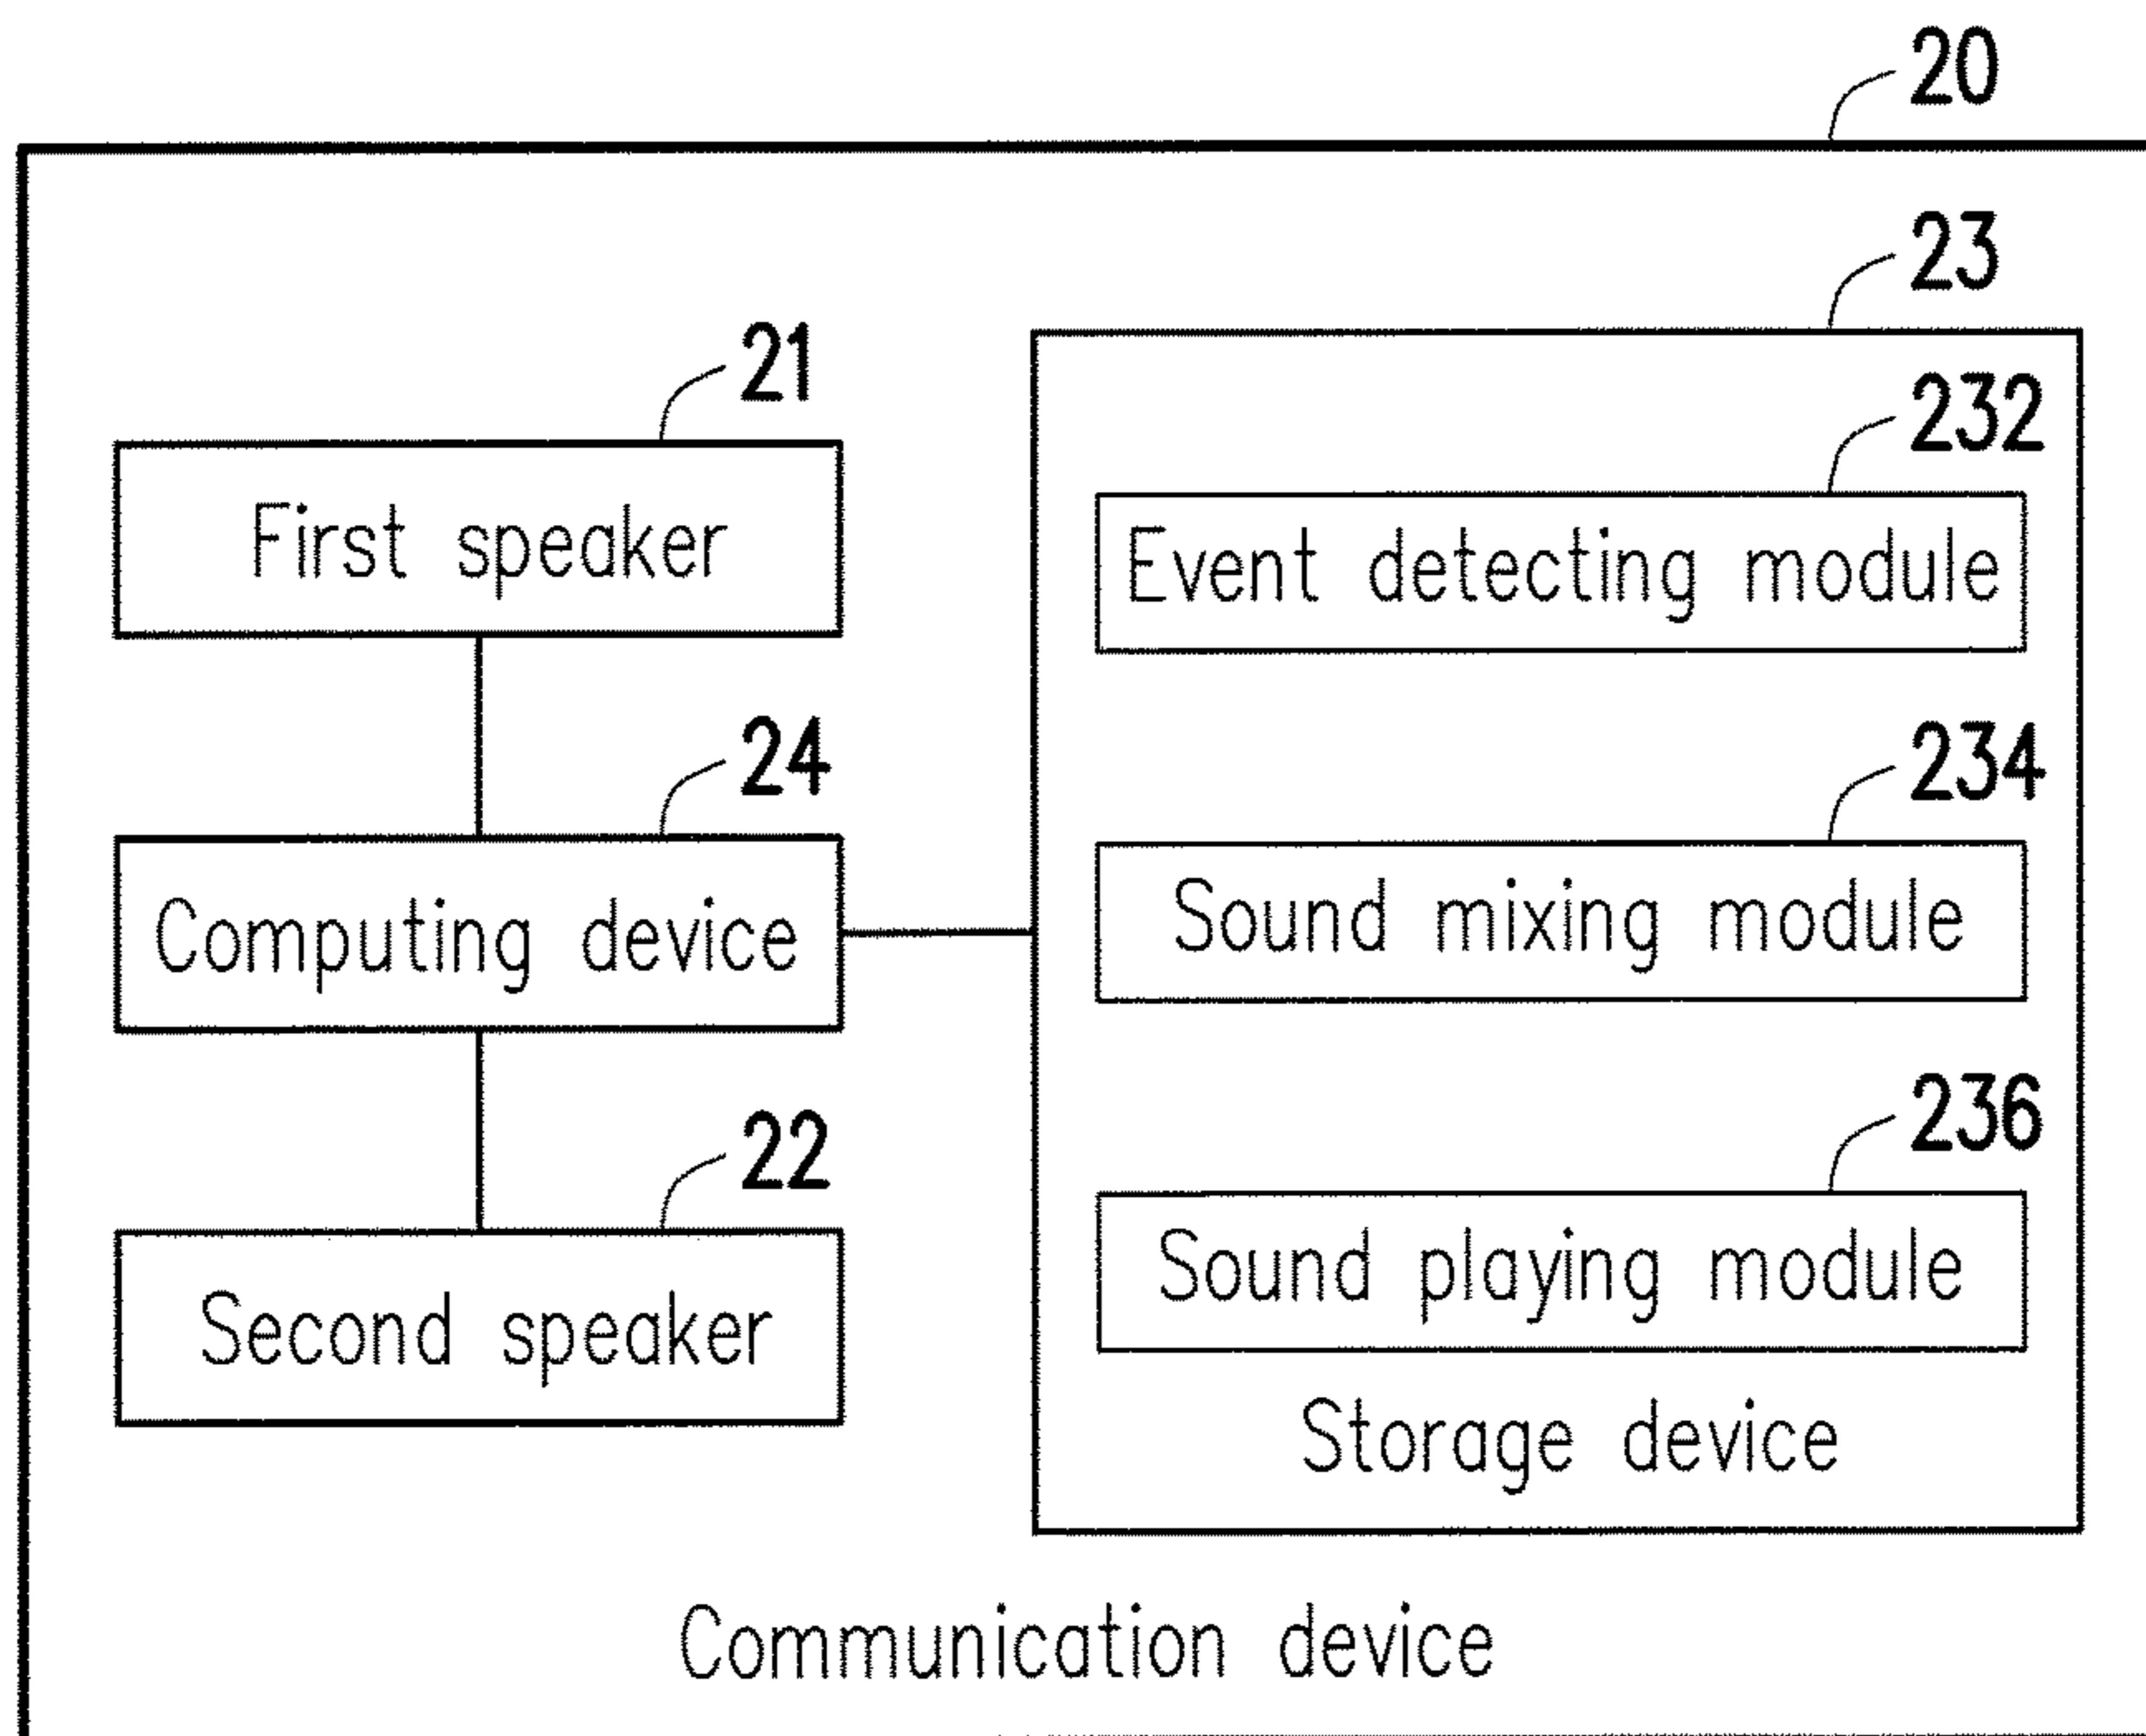 20
23
21
232
First speaker
Event detecting module
24
234
Computing device
Sound mixing module
22
236
Second speaker
Sound playing module
Storage device
Communication device